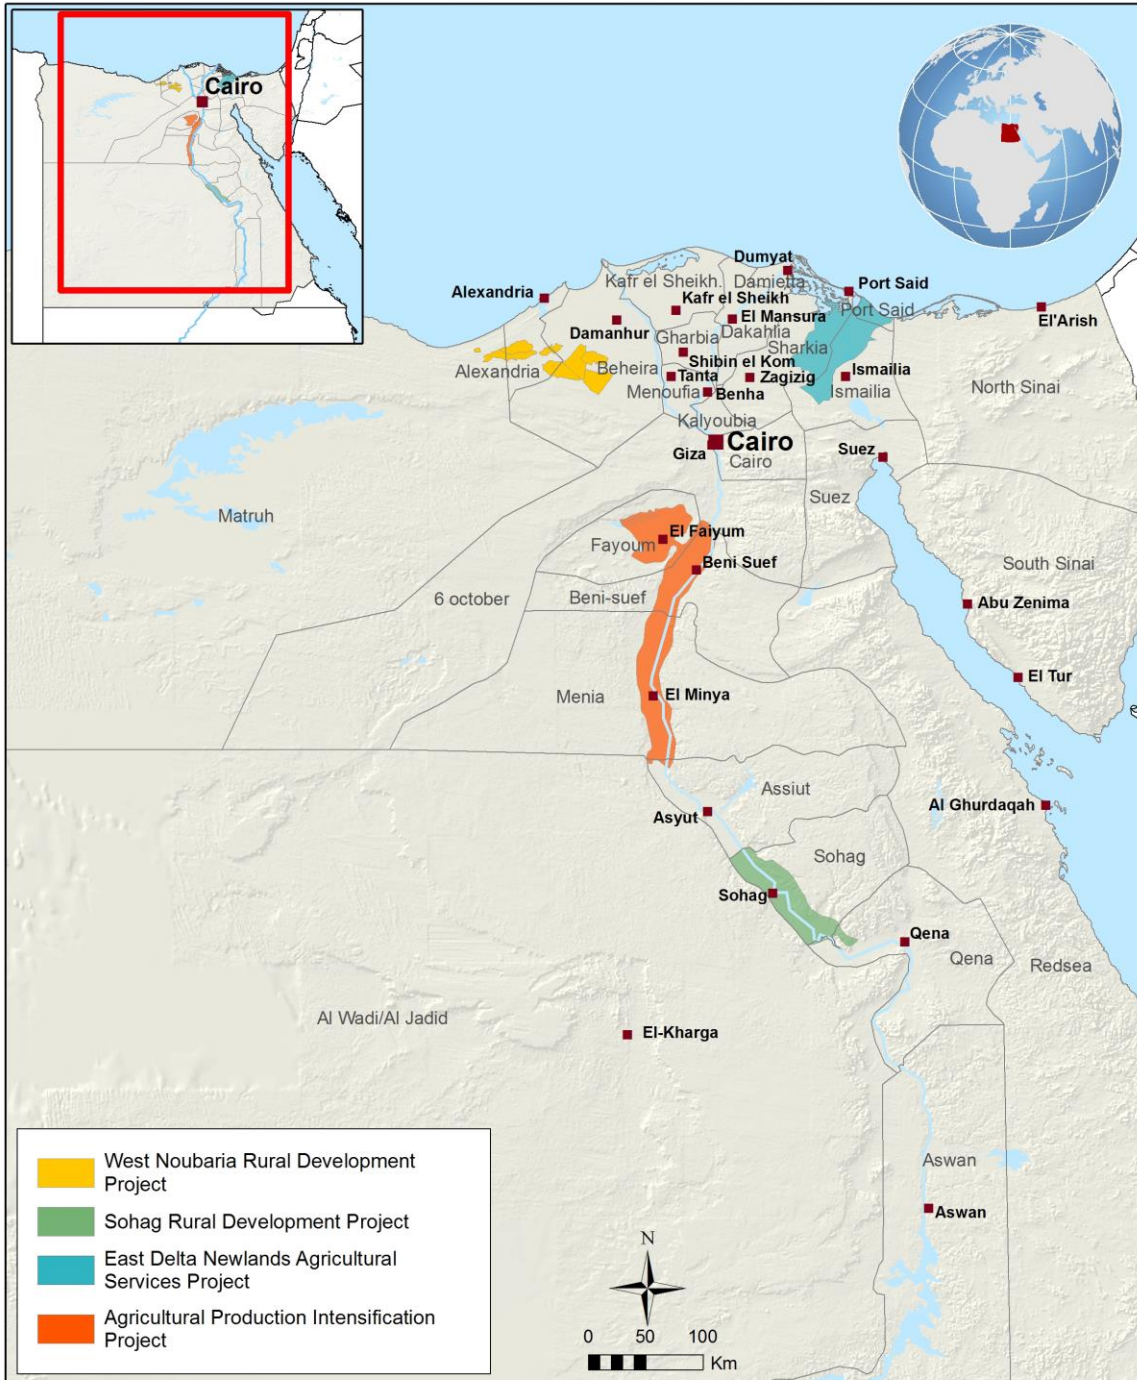 Cairo
Dumyat
Kafr el Sheikh.
Damietta
Port Said
Alexandria
Kafr el Sheikh
Port Said
El Mansura
El'Arish
Damanhur
Dakahlia
Gharbia
Sharkia
Shibin el Kom
Alexandria
Beheira
Tanta
Zagizig
Ismailia
Menoufia
Benha
Ismailia
North Sinai
Kalyoubia
Cairo
Giza
Cairo
Suez
Suez
Matruh
El Faiyum
Fayoum
Beni Suef
South Sinai
6 october
Beni-suef
Abu Zenima
El Tur
Menia
El Minya
Assiut
Al Ghurdaqah
Asyut
Sohag
Sohag
Qena
Qena
Redsea
Al Wadi/Al Jadid
El-Kharga
Aswan
Aswan
West Noubaria Rural Development
Project
Sohag Rural Development Project
East Delta Newlands Agricultural
Services Project
Agricultural Production Intensification
Project
N
0 50 100
Km